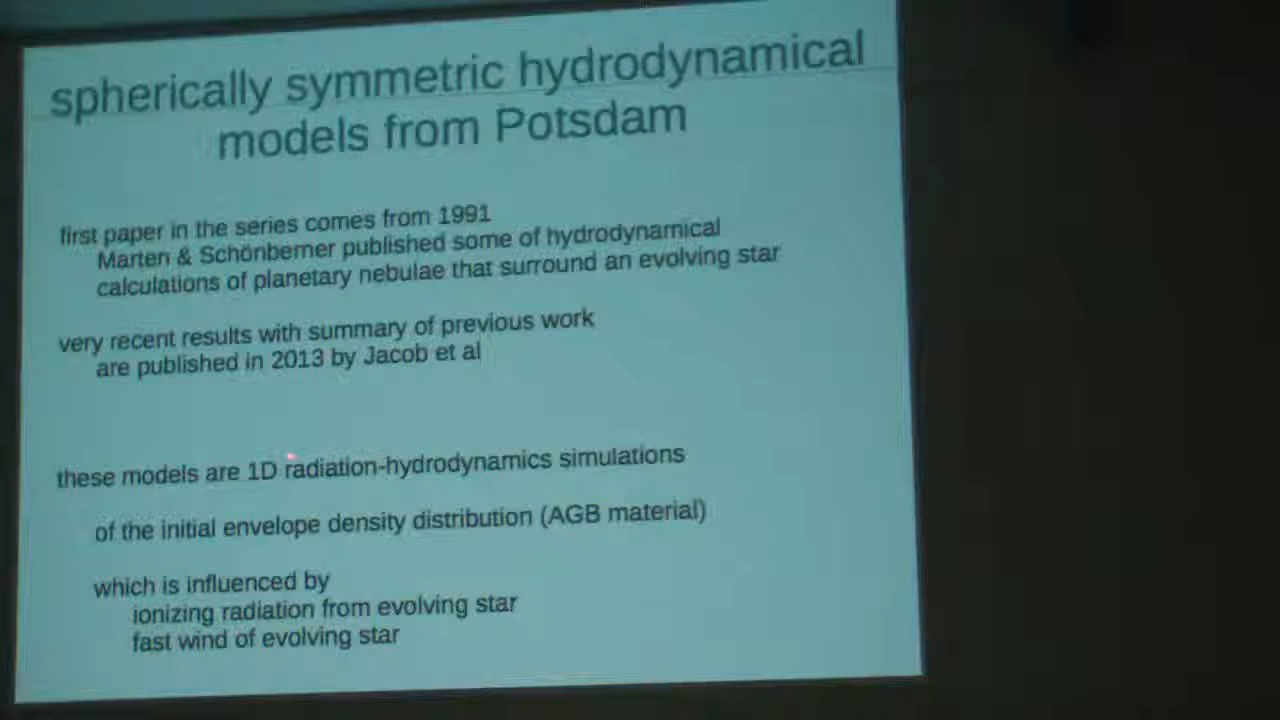 spherically symmetric hydrodynamical
models from Potsdam
first paper in the series comes from 1991
Marten & Schönberner published some of hydrodynamical
calculations of planetary nebulae that surround an evolving star
very recent results with summary of previous work
are published in 2013 by Jacob et al
these models are 1D radiation-hydrodynamics simulations
of the initial envelope density distribution (AGB material)
which is influenced by
ionizing radiation from evolving star
fast wind of evolving star